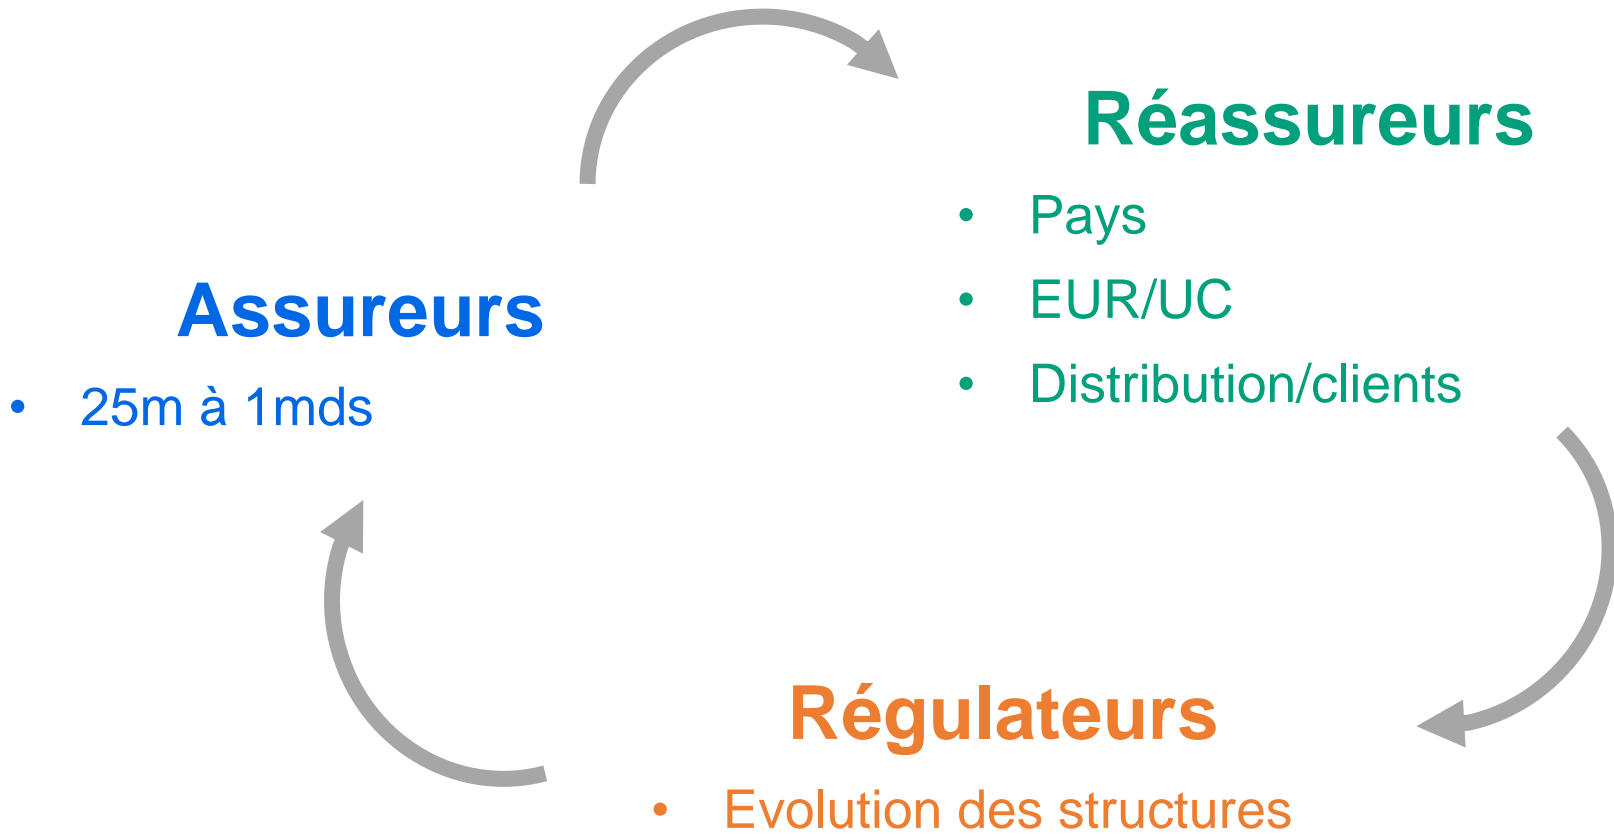 Assureurs
• 25m à 1mds
Réassureurs
• Pays
• EUR/UC
• Distribution/clients
Régulateurs
• Evolution des structures